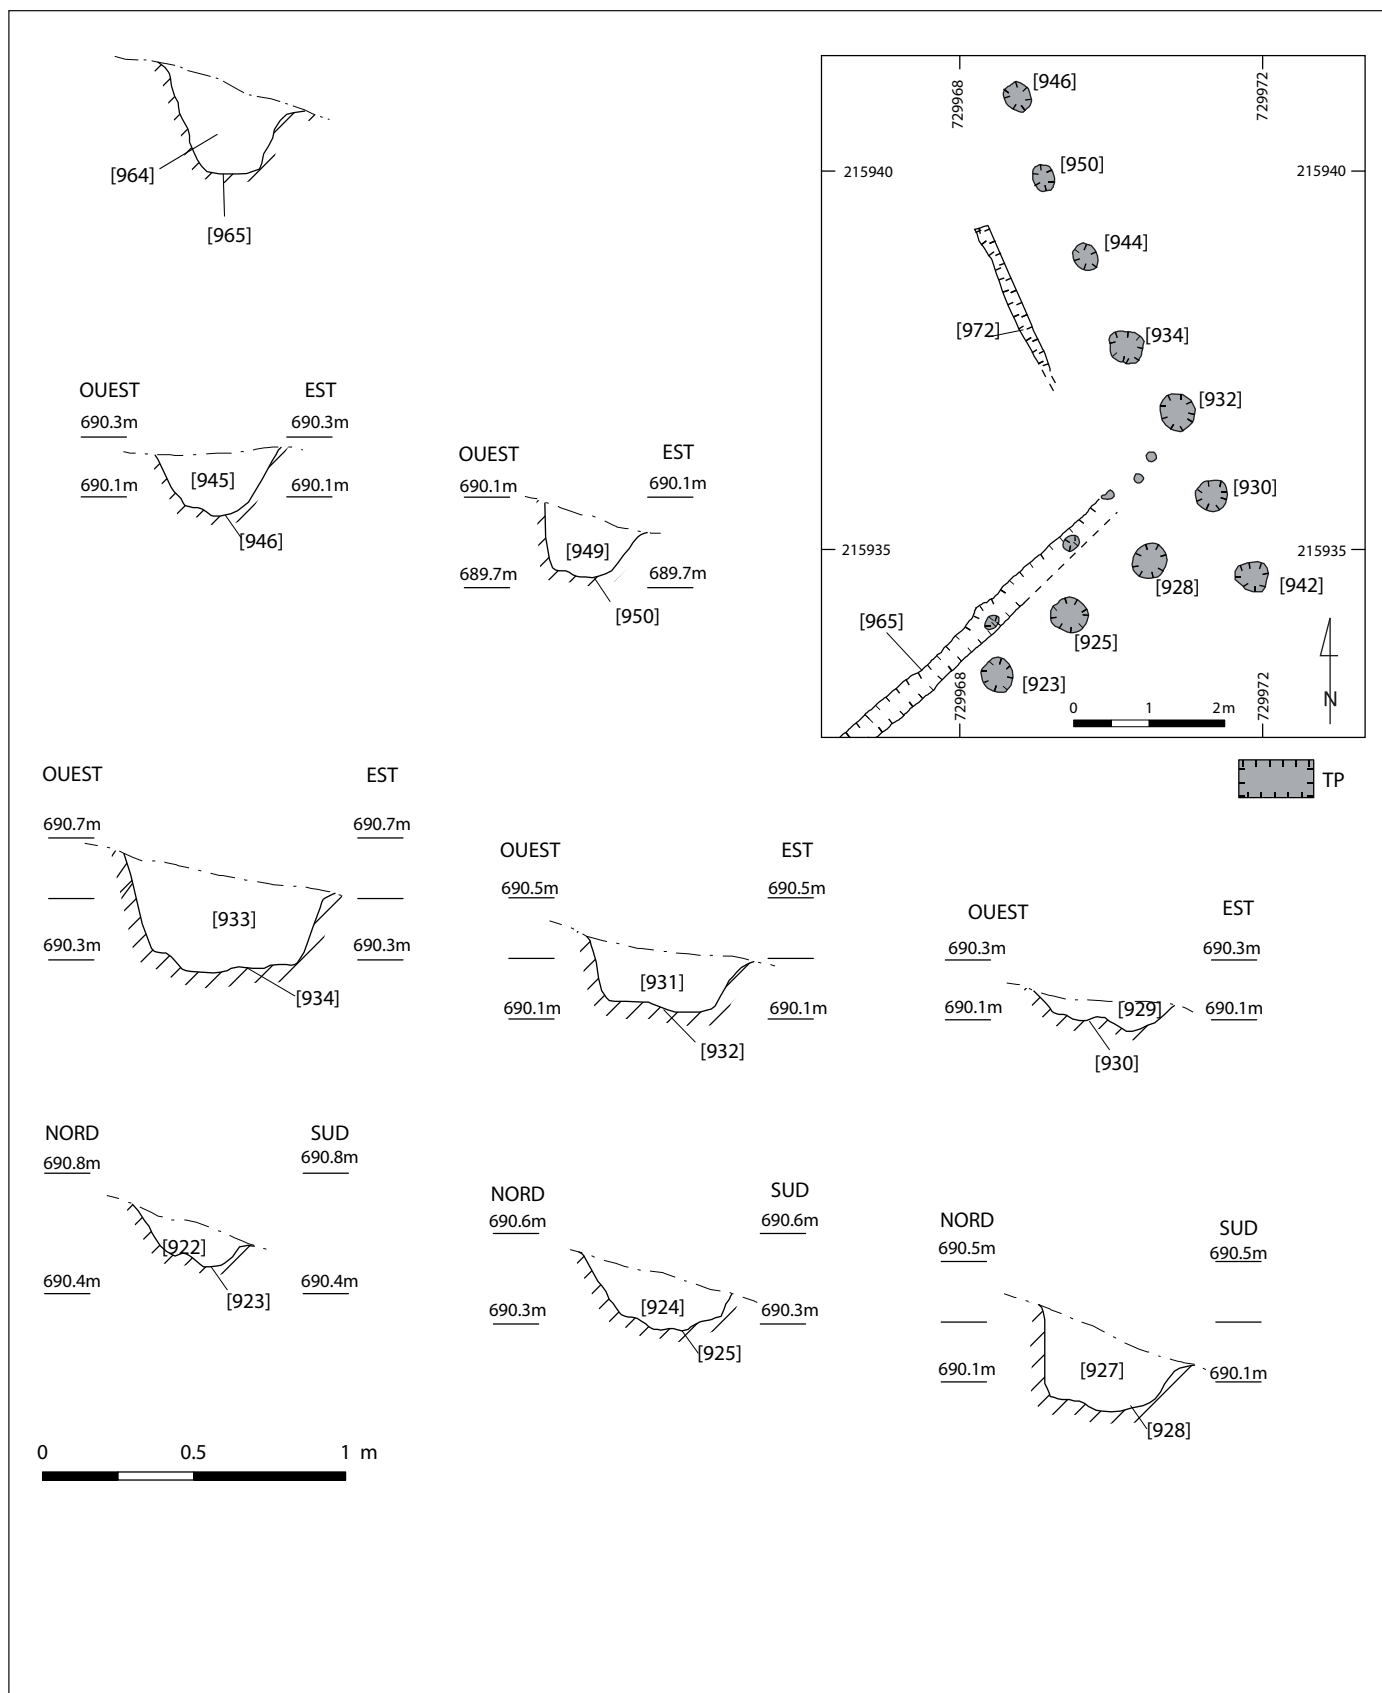 [964]
[965]
729968
729972
[946]
215940
215940
[950]
[944]
[972]
[934]
[932]
[930]
215935
215935
[928]
[942]
[965]
[925]
[923]
729968
729972
0 1 2m
N
TP
OUEST EST
690.3m 690.3m
690.1m 690.1m
[945]
[946]
OUEST EST
690.1m 690.1m
[949]
689.7m 689.7m
[950]
OUEST EST
690.7m 690.7m
[933]
690.3m 690.3m
[934]
OUEST EST
690.5m 690.5m
[931]
690.1m 690.1m
[932]
OUEST EST
690.3m 690.3m
[929]
690.1m 690.1m
[930]
NORD SUD
690.8m 690.8m
[922]
690.4m 690.4m
[923]
NORD SUD
690.6m 690.6m
[924]
690.3m 690.3m
[925]
NORD SUD
690.5m 690.5m
[927]
690.1m 690.1m
[928]
0 0.5 1 m